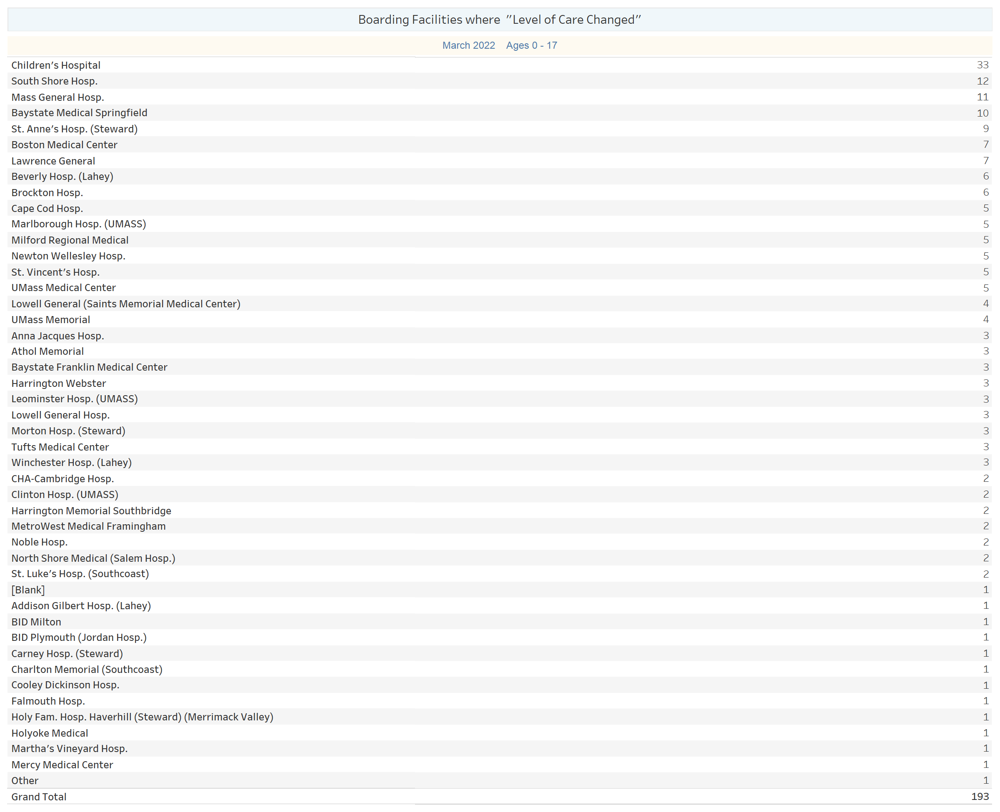 Boarding Facilities where "Level of Care Changed"
March 2022 Ages 0 - 17
Children's Hospital 33
South Shore Hosp. 12
Mass General Hosp. 11
Baystate Medical Springfield 10
St. Anne's Hosp. (Steward) 9
Boston Medical Center 7
Lawrence General 7
Beverly Hosp. (Lahey) 6
Brockton Hosp. 6
Cape Cod Hosp. 5
Marlborough Hosp. (UMASS) 5
Milford Regional Medical 5
Newton Wellesley Hosp. 5
St. Vincent's Hosp. 5
UMass Medical Center 5
Lowell General (Saints Memorial Medical Center) 4
UMass Memorial 4
Anna Jacques Hosp. 3
Athol Memorial 3
Baystate Franklin Medical Center 3
Harrington Webster 3
Leominster Hosp. (UMASS) 3
Lowell General Hosp. 3
Morton Hosp. (Steward) 3
Tufts Medical Center 3
Winchester Hosp. (Lahey) 3
CHA-Cambridge Hosp. 2
Clinton Hosp. (UMASS) 2
Harrington Memorial Southbridge 2
MetroWest Medical Framingham 2
Noble Hosp. 2
North Shore Medical (Salem Hosp.) 2
St. Luke's Hosp. (Southcoast) 2
[Blank] 1
Addison Gilbert Hosp. (Lahey) 1
BID Milton 1
BID Plymouth (Jordan Hosp.) 1
Carney Hosp. (Steward) 1
Charlton Memorial (Southcoast) 1
Cooley Dickinson Hosp. 1
Falmouth Hosp. 1
Holy Fam. Hosp. Haverhill (Steward) (Merrimack Valley) 1
Holyoke Medical 1
Martha's Vineyard Hosp. 1
Mercy Medical Center 1
Other 1
Grand Total 193